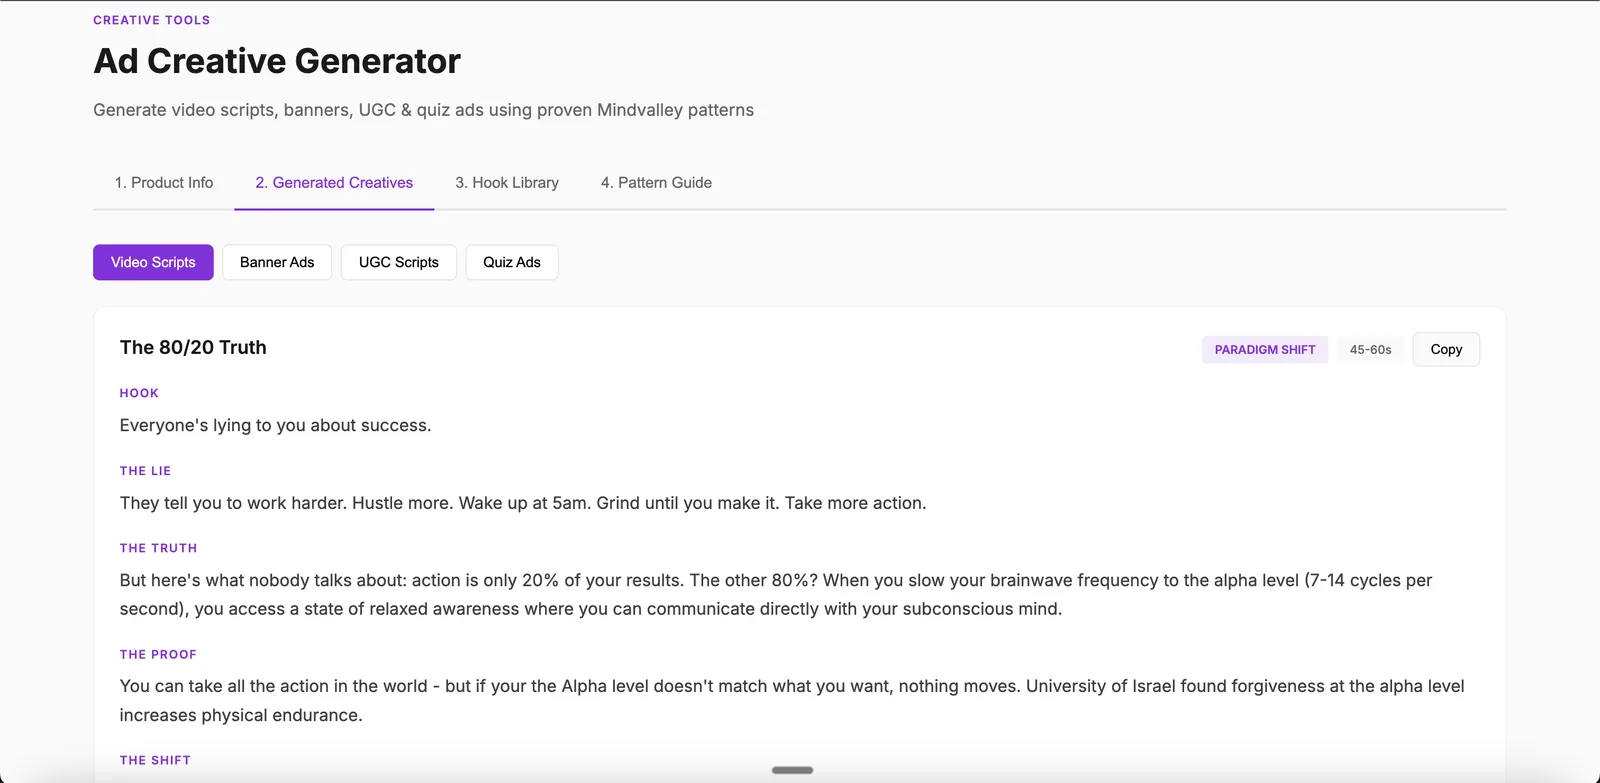 CREATIVE TOOLS
Ad Creative Generator
Generate video scripts, banners, UGC & quiz ads using proven Mindvalley patterns
1. Product Info
2. Generated Creatives
3. Hook Library
4. Pattern Guide
Video Scripts
Banner Ads
UGC Scripts
Quiz Ads
The 80/20 Truth
PARADIGM SHIFT
45-60s
Copy
HOOK
Everyone's lying to you about success.
THE LIE
They tell you to work harder. Hustle more. Wake up at 5am. Grind until you make it. Take more action.
THE TRUTH
But here's what nobody talks about: action is only 20% of your results. The other 80%? When you slow your brainwave frequency to the alpha level (7-14 cycles per
second), you access a state of relaxed awareness where you can communicate directly with your subconscious mind.
THE PROOF
You can take all the action in the world - but if your the Alpha level doesn't match what you want, nothing moves. University of Israel found forgiveness at the alpha level
increases physical endurance.
THE SHIFT